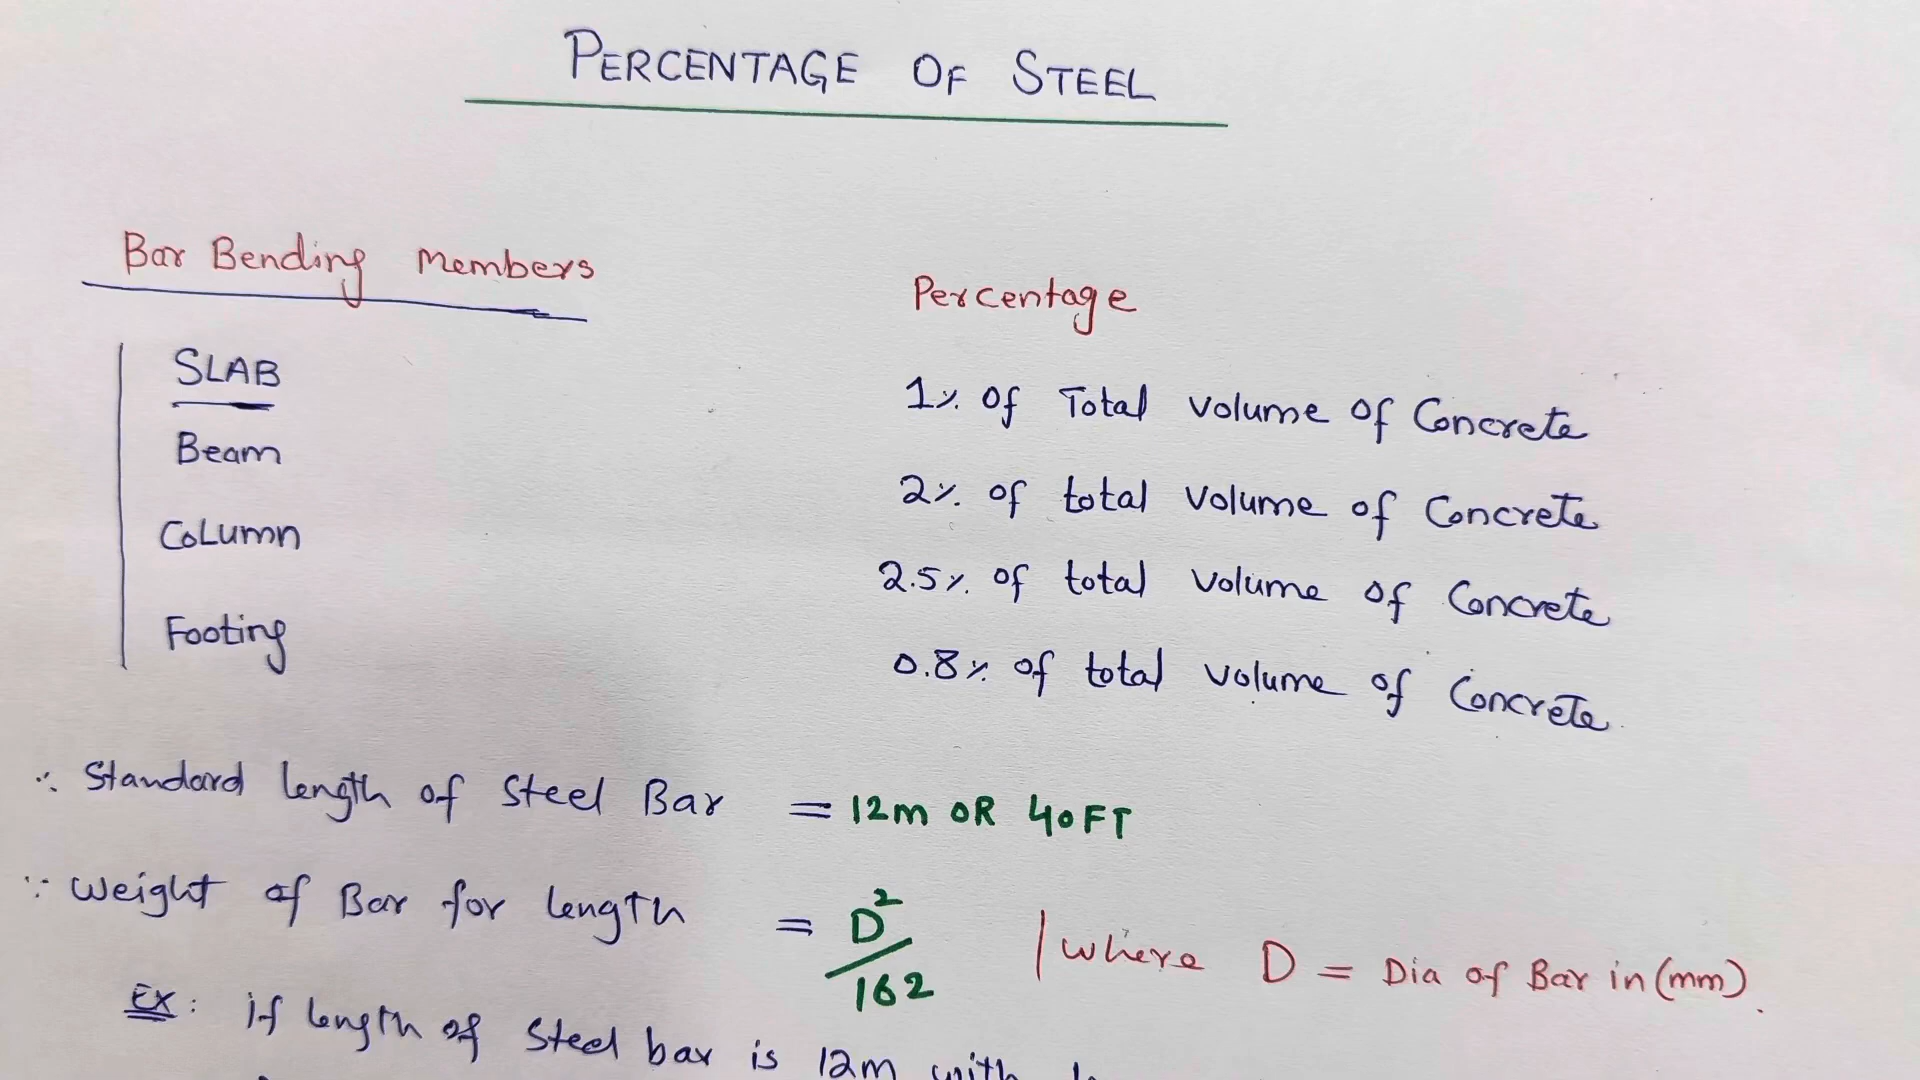 PERCENTAGE OF STEEL
Bar Bending Members
Percentage
SLAB
1% Of Total Volume Of Concrete
Beam
2% of total Volume of Concrete
Column
2.5% of total Volume of Concrete
Footing
0.8% of total Volume of Concrete
∴ Standard length of Steel Bar = 12m OR 40FT
∵ Weight of Bar for length = D²/162 | where D = Dia of Bar in (mm).
EX: if length of Steel bar is 12m with